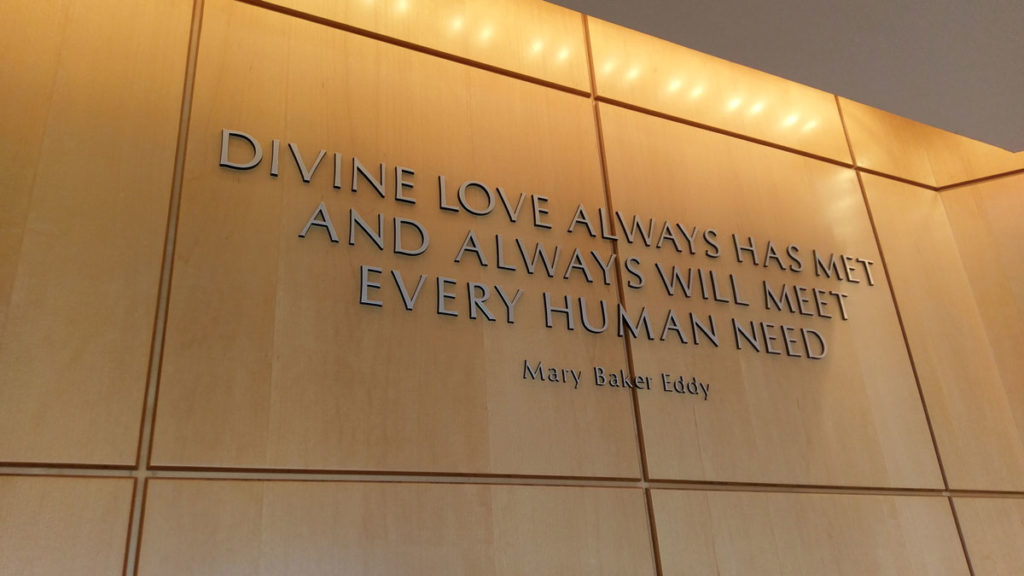 DIVINE LOVE ALWAYS HAS MET
AND ALWAYS WILL MEET
EVERY HUMAN NEED
Mary Baker Eddy